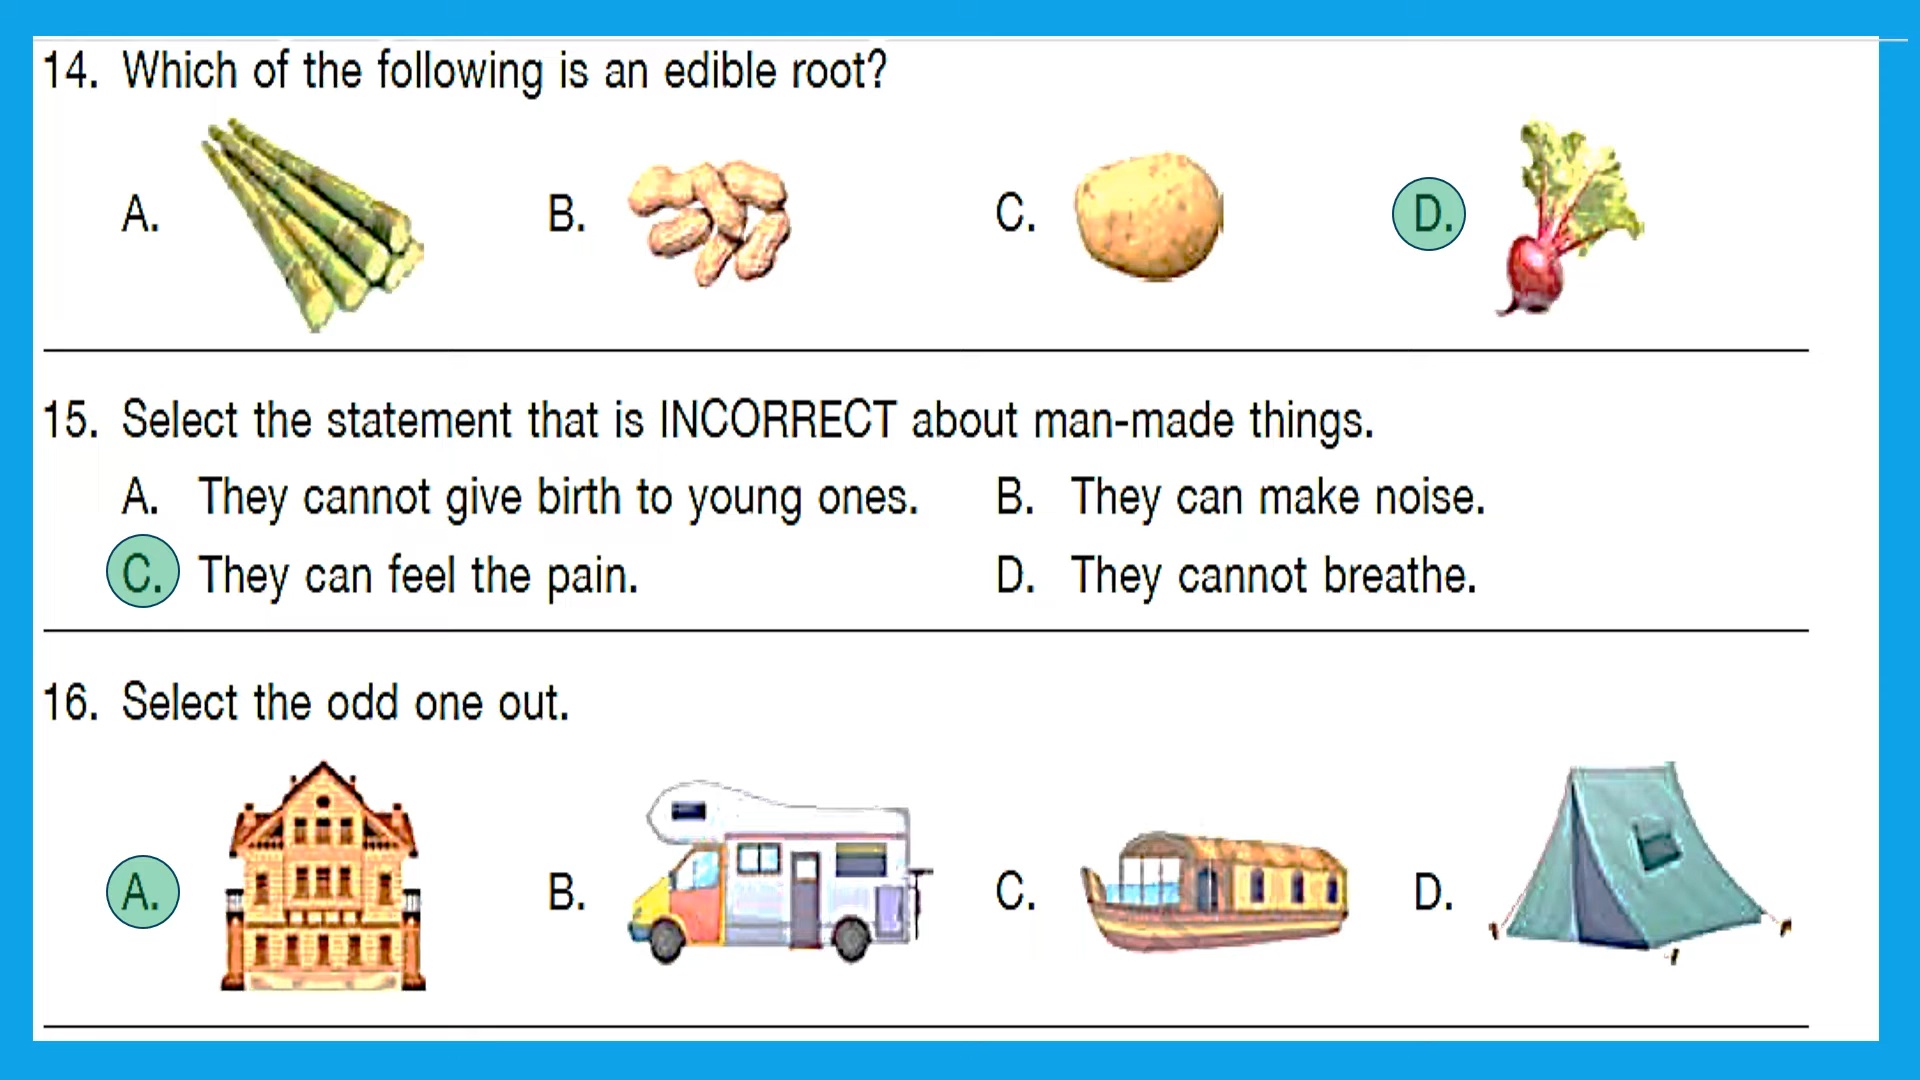 14. Which of the following is an edible root?
A. B. C. D.
15. Select the statement that is INCORRECT about man-made things.
A. They cannot give birth to young ones. B. They can make noise.
C. They can feel the pain. D. They cannot breathe.
16. Select the odd one out.
A. B. C. D.